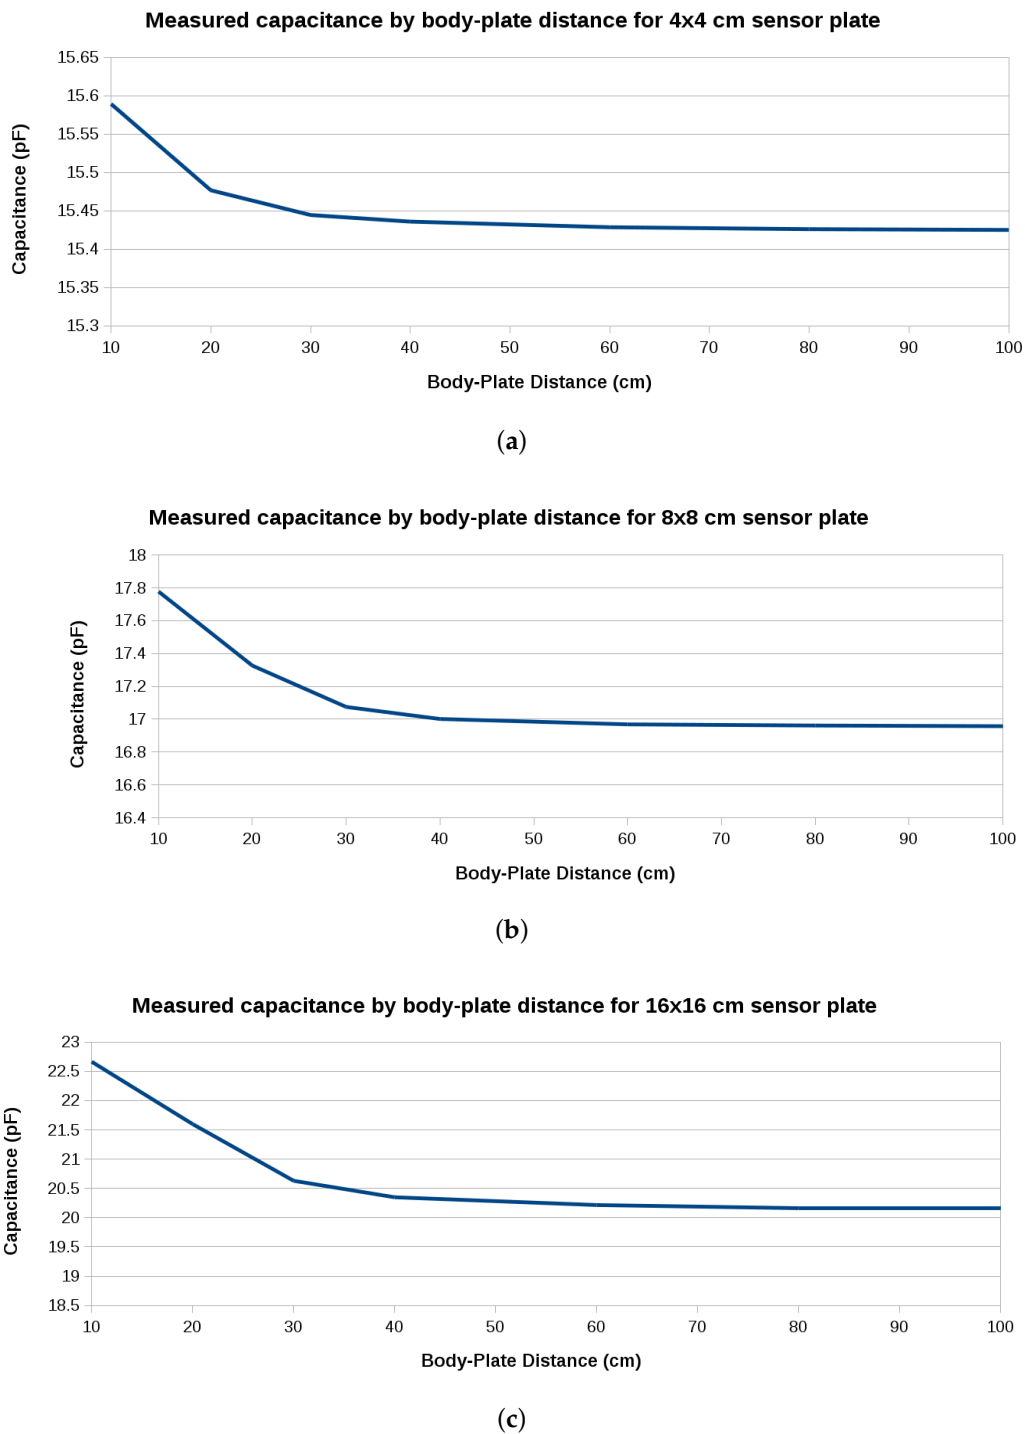 Measured capacitance by body-plate distance for 4x4 cm sensor plate
15.65
15.6
15.55
15.5
15.45
15.4
15.35
15.3
Capacitance (pF)
10 20 30 40 50 60 70 80 90 100
Body-Plate Distance (cm)
(a)
Measured capacitance by body-plate distance for 8x8 cm sensor plate
18
17.8
17.6
17.4
17.2
17
16.8
16.6
16.4
Capacitance (pF)
10 20 30 40 50 60 70 80 90 100
Body-Plate Distance (cm)
(b)
Measured capacitance by body-plate distance for 16x16 cm sensor plate
23
22.5
22
21.5
21
20.5
20
19.5
19
18.5
Capacitance (pF)
10 20 30 40 50 60 70 80 90 100
Body-Plate Distance (cm)
(c)